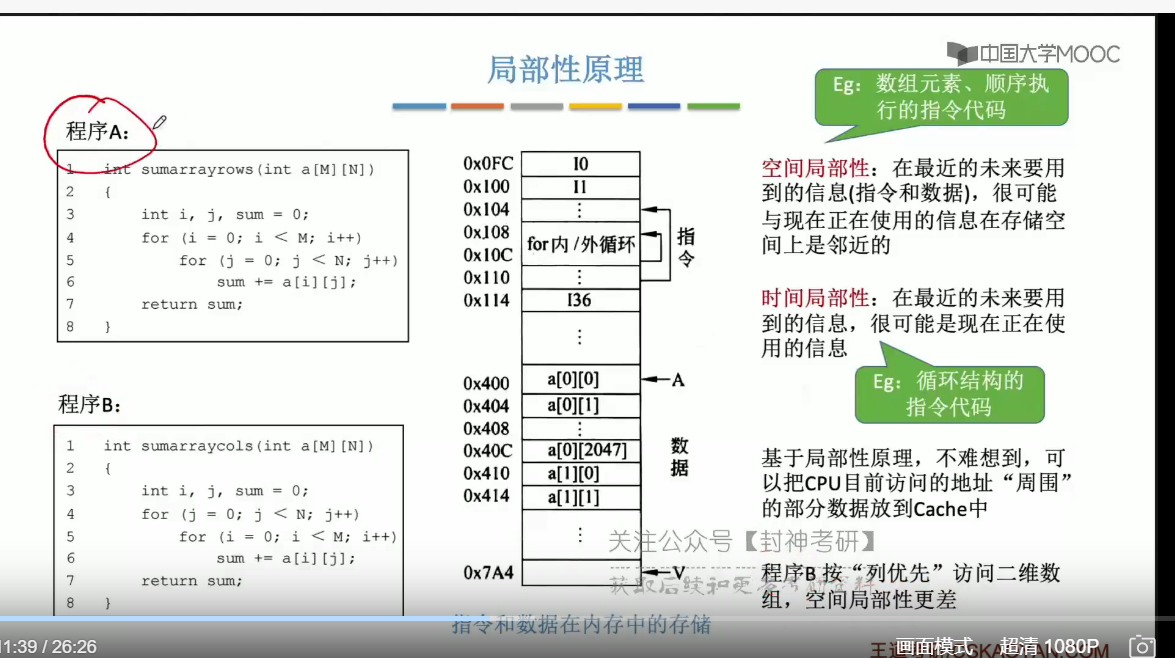 局部性原理
中国大学MOOC
Eg：数组元素、顺序执
行的指令代码
程序A：
1 int sumarrayrows(int a[M][N])
2 {
3 int i, j, sum = 0;
4 for (i = 0; i < M; i++)
5 for (j = 0; j < N; j++)
6 sum += a[i][j];
7 return sum;
8 }
程序B：
1 int sumarraycols(int a[M][N])
2 {
3 int i, j, sum = 0;
4 for (j = 0; j < N; j++)
5 for (i = 0; i < M; i++)
6 sum += a[i][j];
7 return sum;
8 }
0x0FC I0
0x100 I1
0x104 ⋮
0x108
for内/外循环
0x10C
0x110 ⋮
0x114 I36
⋮
指
令
0x400 a[0][0] A
0x404 a[0][1]
0x408 ⋮
0x40C a[0][2047]
0x410 a[1][0]
0x414 a[1][1]
⋮
0x7A4 V
数
据
指令和数据在内存中的存储
空间局部性：在最近的未来要用
到的信息(指令和数据)，很可能
与现在正在使用的信息在存储空
间上是邻近的
时间局部性：在最近的未来要用
到的信息，很可能是现在正在使
用的信息
Eg：循环结构的
指令代码
基于局部性原理，不难想到，可
以把CPU目前访问的地址“周围”
的部分数据放到Cache中
关注公众号【封神考研】
程序B按“列优先”访问二维数
组，空间局部性更差
1:39 / 26:26
画面模式
超清 1080P